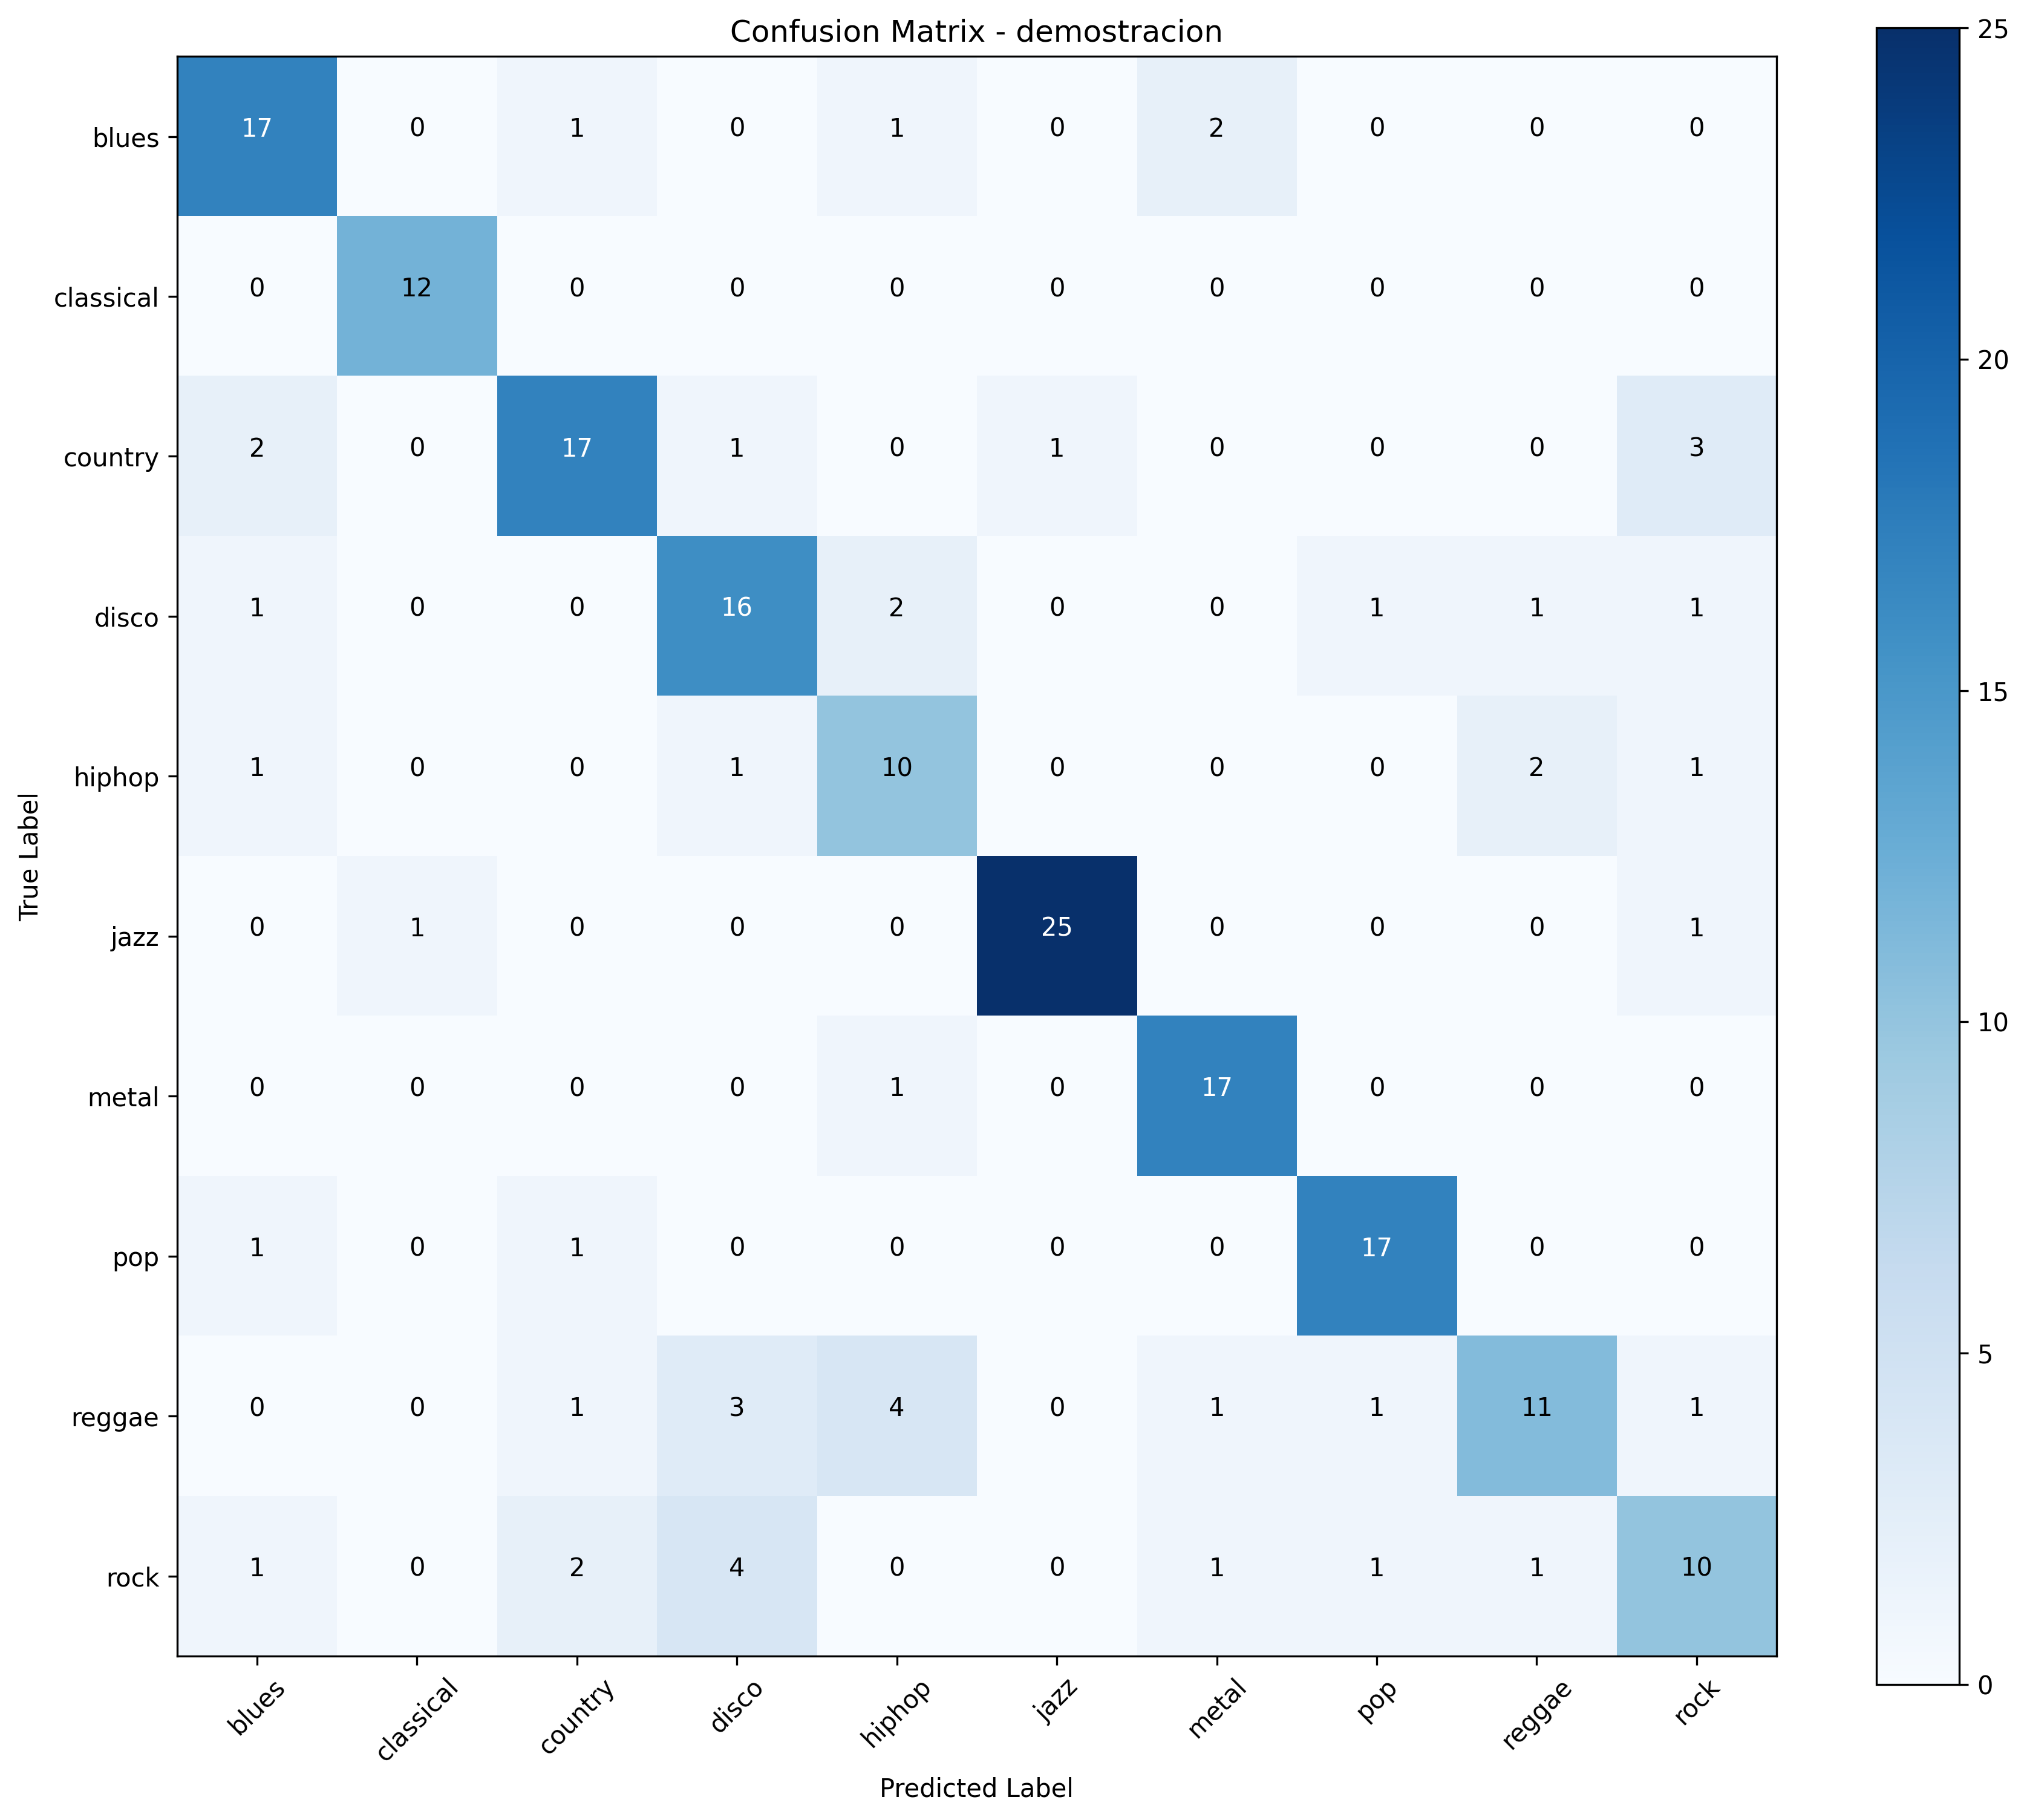 Confusion Matrix - demostracion
True Label
blues 17 0 1 0 1 0 2 0 0 0
classical 0 12 0 0 0 0 0 0 0 0
country 2 0 17 1 0 1 0 0 0 3
disco 1 0 0 16 2 0 0 1 1 1
hiphop 1 0 0 1 10 0 0 0 2 1
jazz 0 1 0 0 0 25 0 0 0 1
metal 0 0 0 0 1 0 17 0 0 0
pop 1 0 1 0 0 0 0 17 0 0
reggae 0 0 1 3 4 0 1 1 11 1
rock 1 0 2 4 0 0 1 1 1 10
blues classical country disco hiphop jazz metal pop reggae rock
Predicted Label
25
20
15
10
5
0